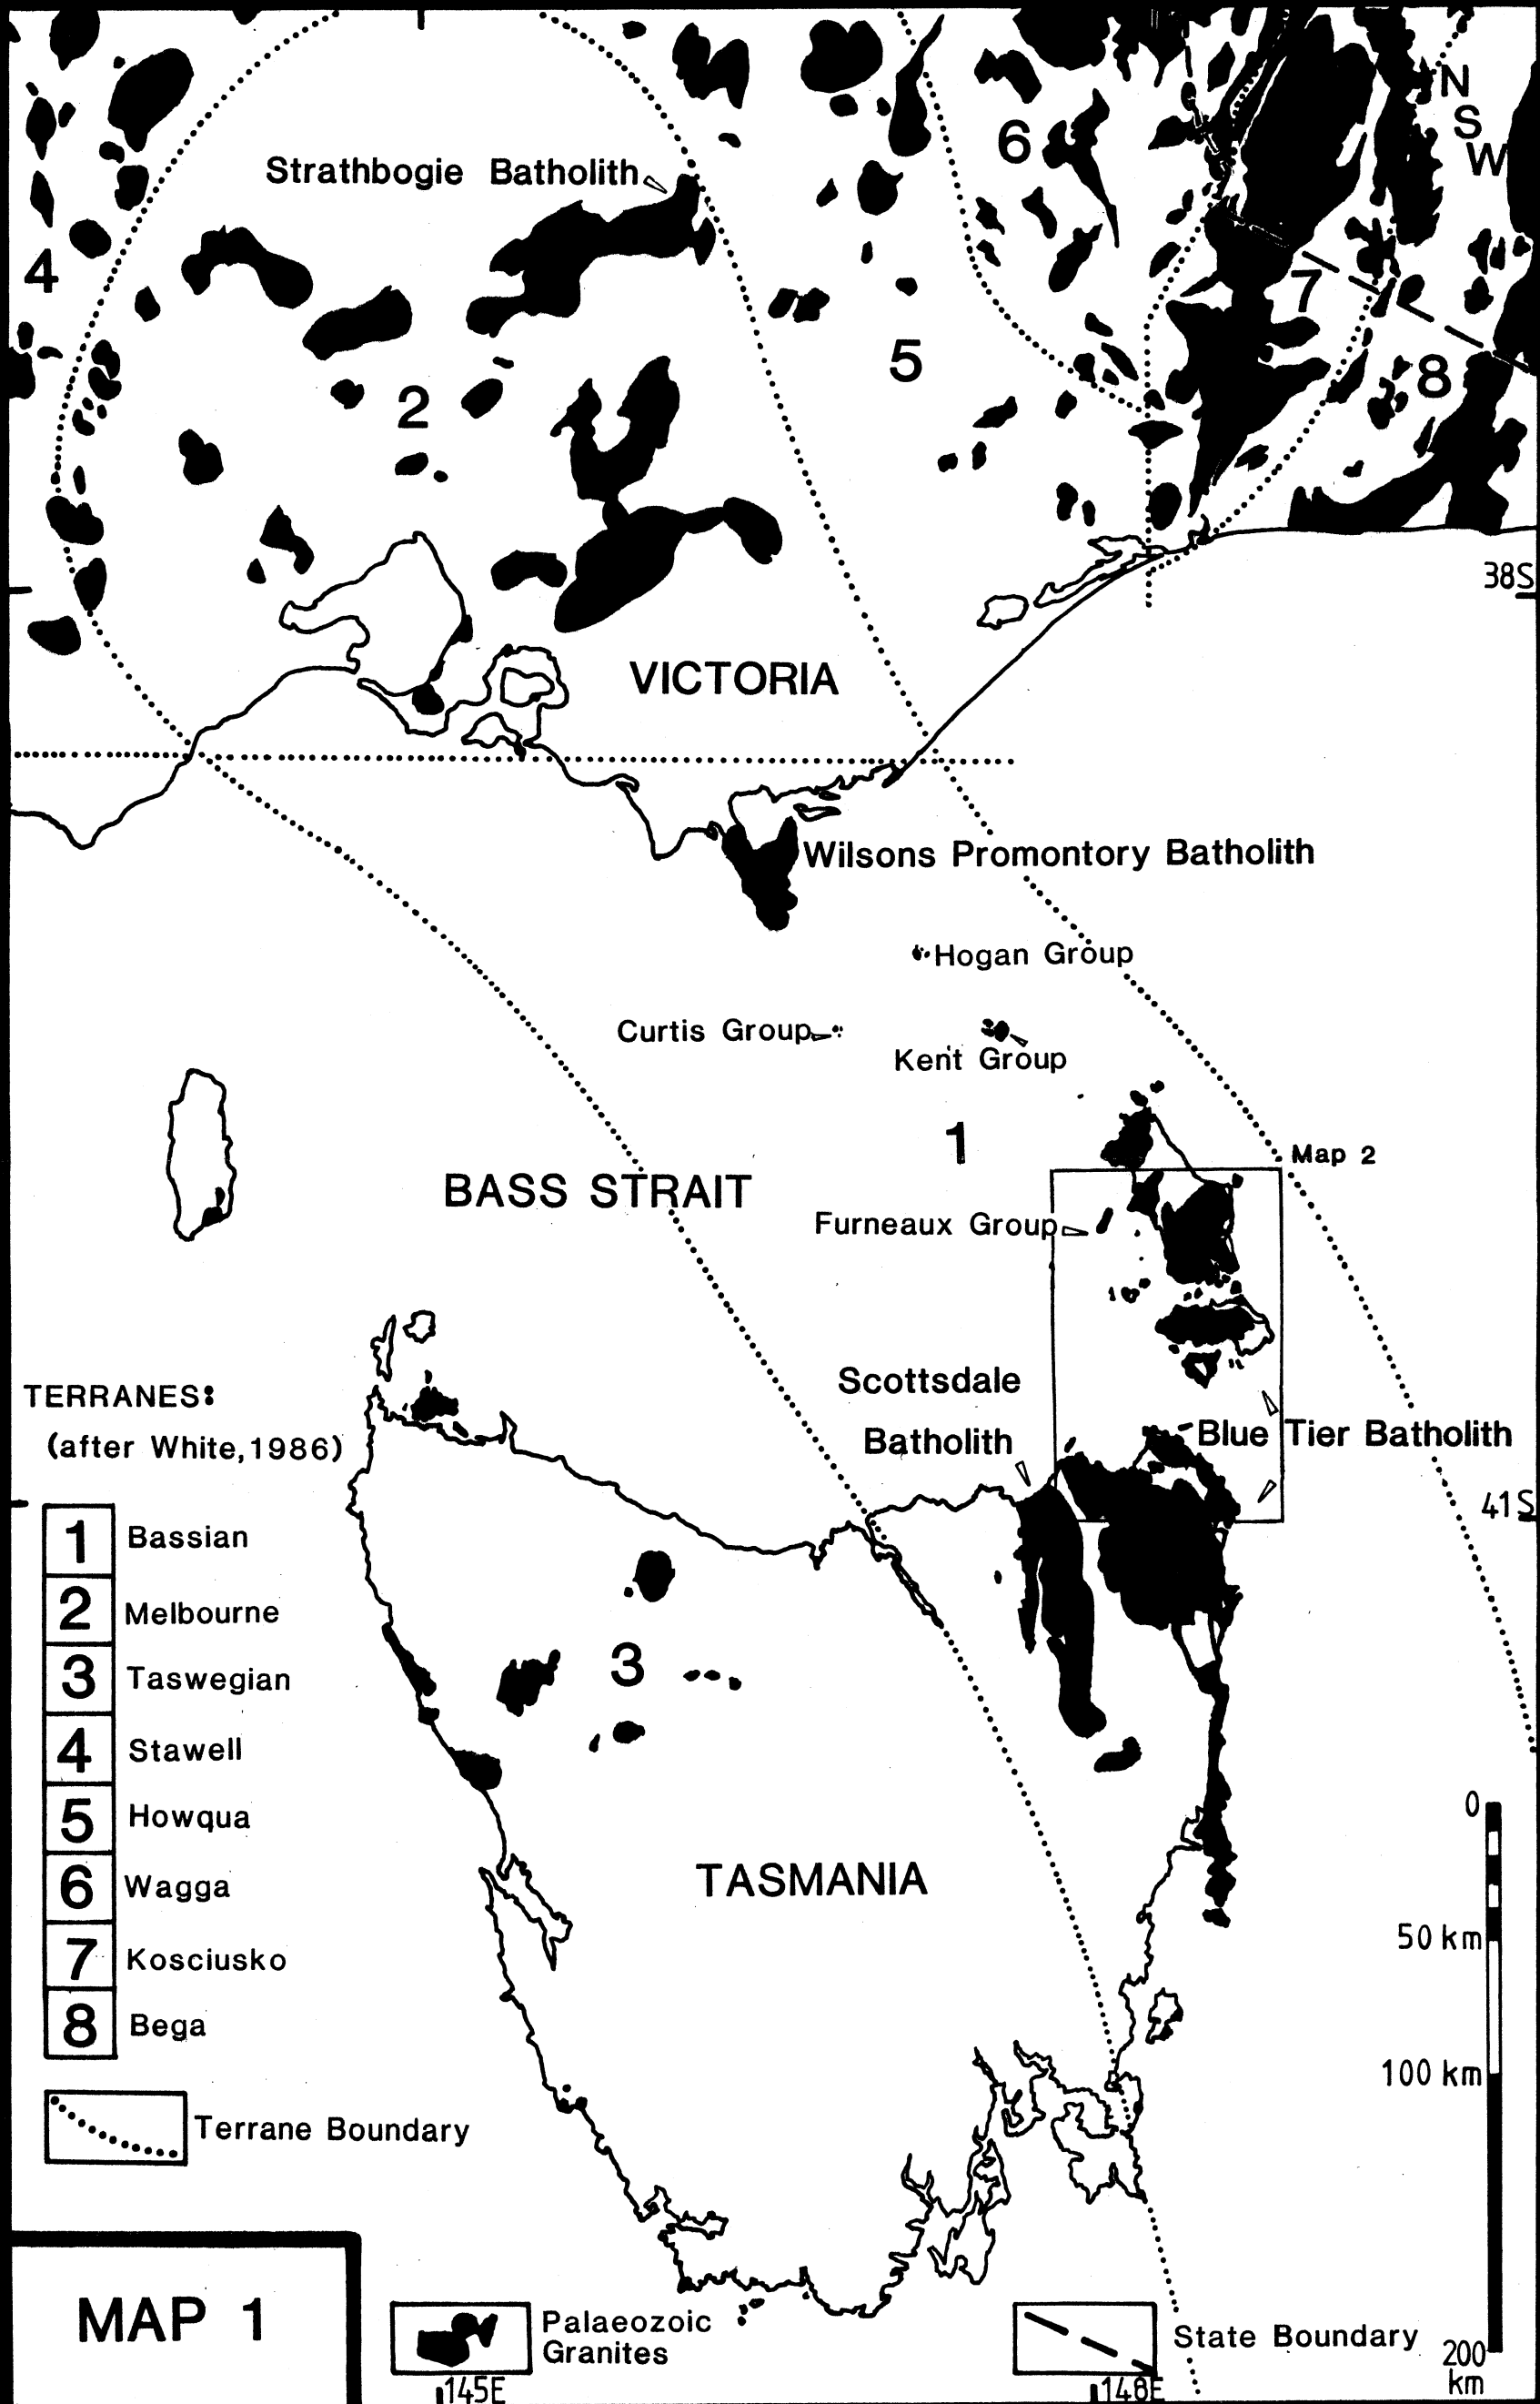 N
S
W
6
Strathbogie Batholith
4
7
5
8
2
38S
VICTORIA
Wilsons Promontory Batholith
Hogan Group
Curtis Group
Kent Group
1
Map 2
BASS STRAIT
Furneaux Group
Scottsdale
Batholith
Blue Tier Batholith
TERRANES:
(after White,1986)
41S
1 Bassian
2 Melbourne
3 Taswegian
4 Stawell
5 Howqua
6 Wagga
7 Kosciusko
8 Bega
3
TASMANIA
0
50 km
100 km
200
km
Terrane Boundary
MAP 1
Palaeozoic
Granites
State Boundary
145E
148E